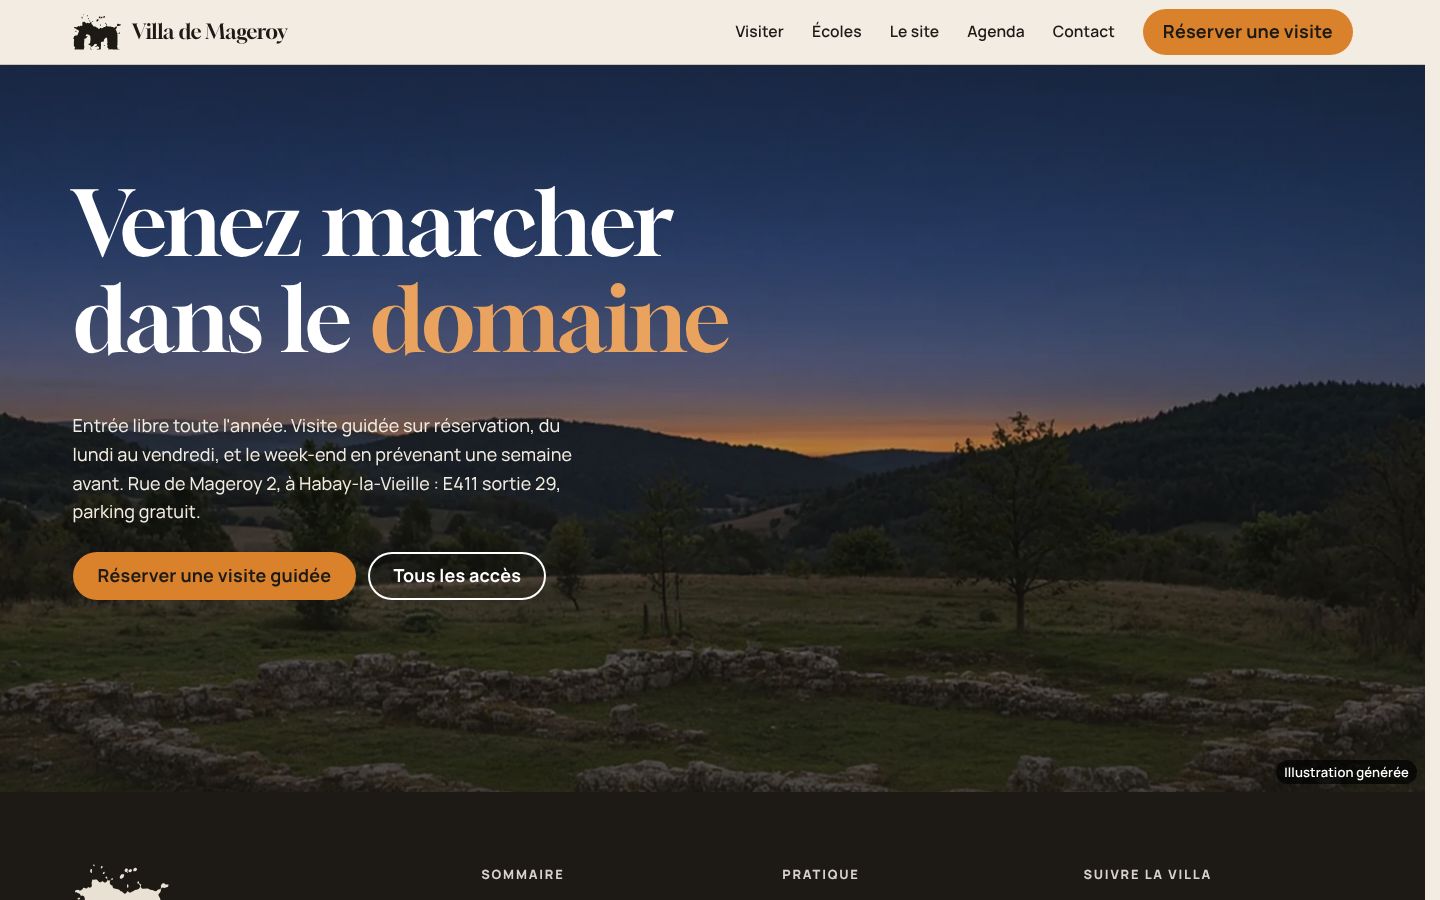 Villa de Mageroy
Visiter
Écoles
Le site
Agenda
Contact
Réserver une visite
Venez marcher
dans le domaine
Entrée libre toute l'année. Visite guidée sur réservation, du
lundi au vendredi, et le week-end en prévenant une semaine
avant. Rue de Mageroy 2, à Habay-la-Vieille : E411 sortie 29,
parking gratuit.
Réserver une visite guidée
Tous les accès
Illustration générée
SOMMAIRE
PRATIQUE
SUIVRE LA VILLA